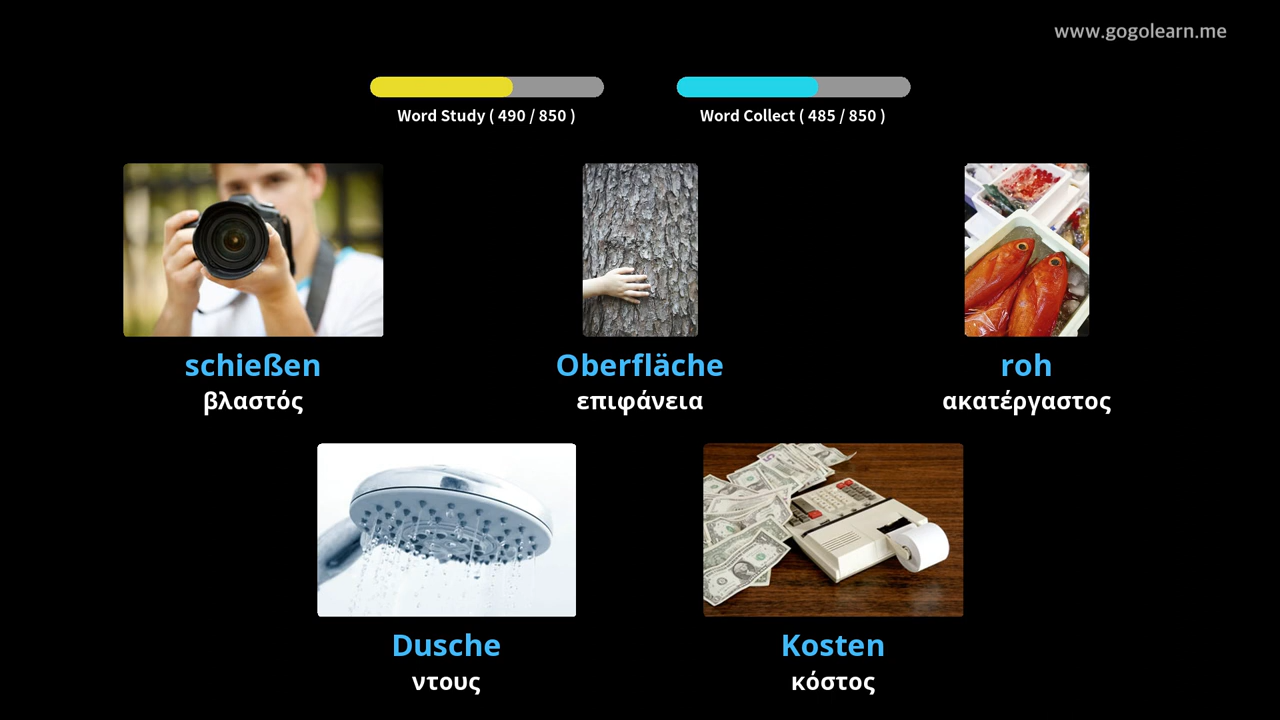 www.gogolearn.me
Word Study ( 490 / 850 )
Word Collect ( 485 / 850 )
schießen
βλαστός
Oberfläche
επιφάνεια
roh
ακατέργαστος
Dusche
ντους
Kosten
κόστος